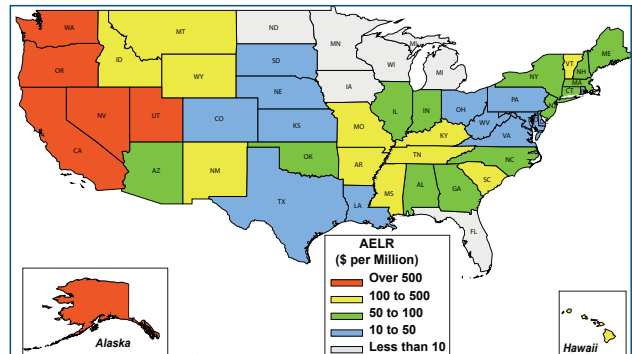 WA
MT
ND
MN
MI
ME
OR
ID
SD
WI
MI
VT
NH
NY
MA
CT
WY
IA
NE
PA
NV
UT
CO
IL
IN
OH
WV
VA
KS
MO
KY
CA
NC
TN
AZ
NM
OK
AR
SC
MS
AL
GA
TX
LA
FL
AELR
($ per Million)
Over 500
100 to 500
50 to 100
10 to 50
Less than 10
Alaska
Hawaii